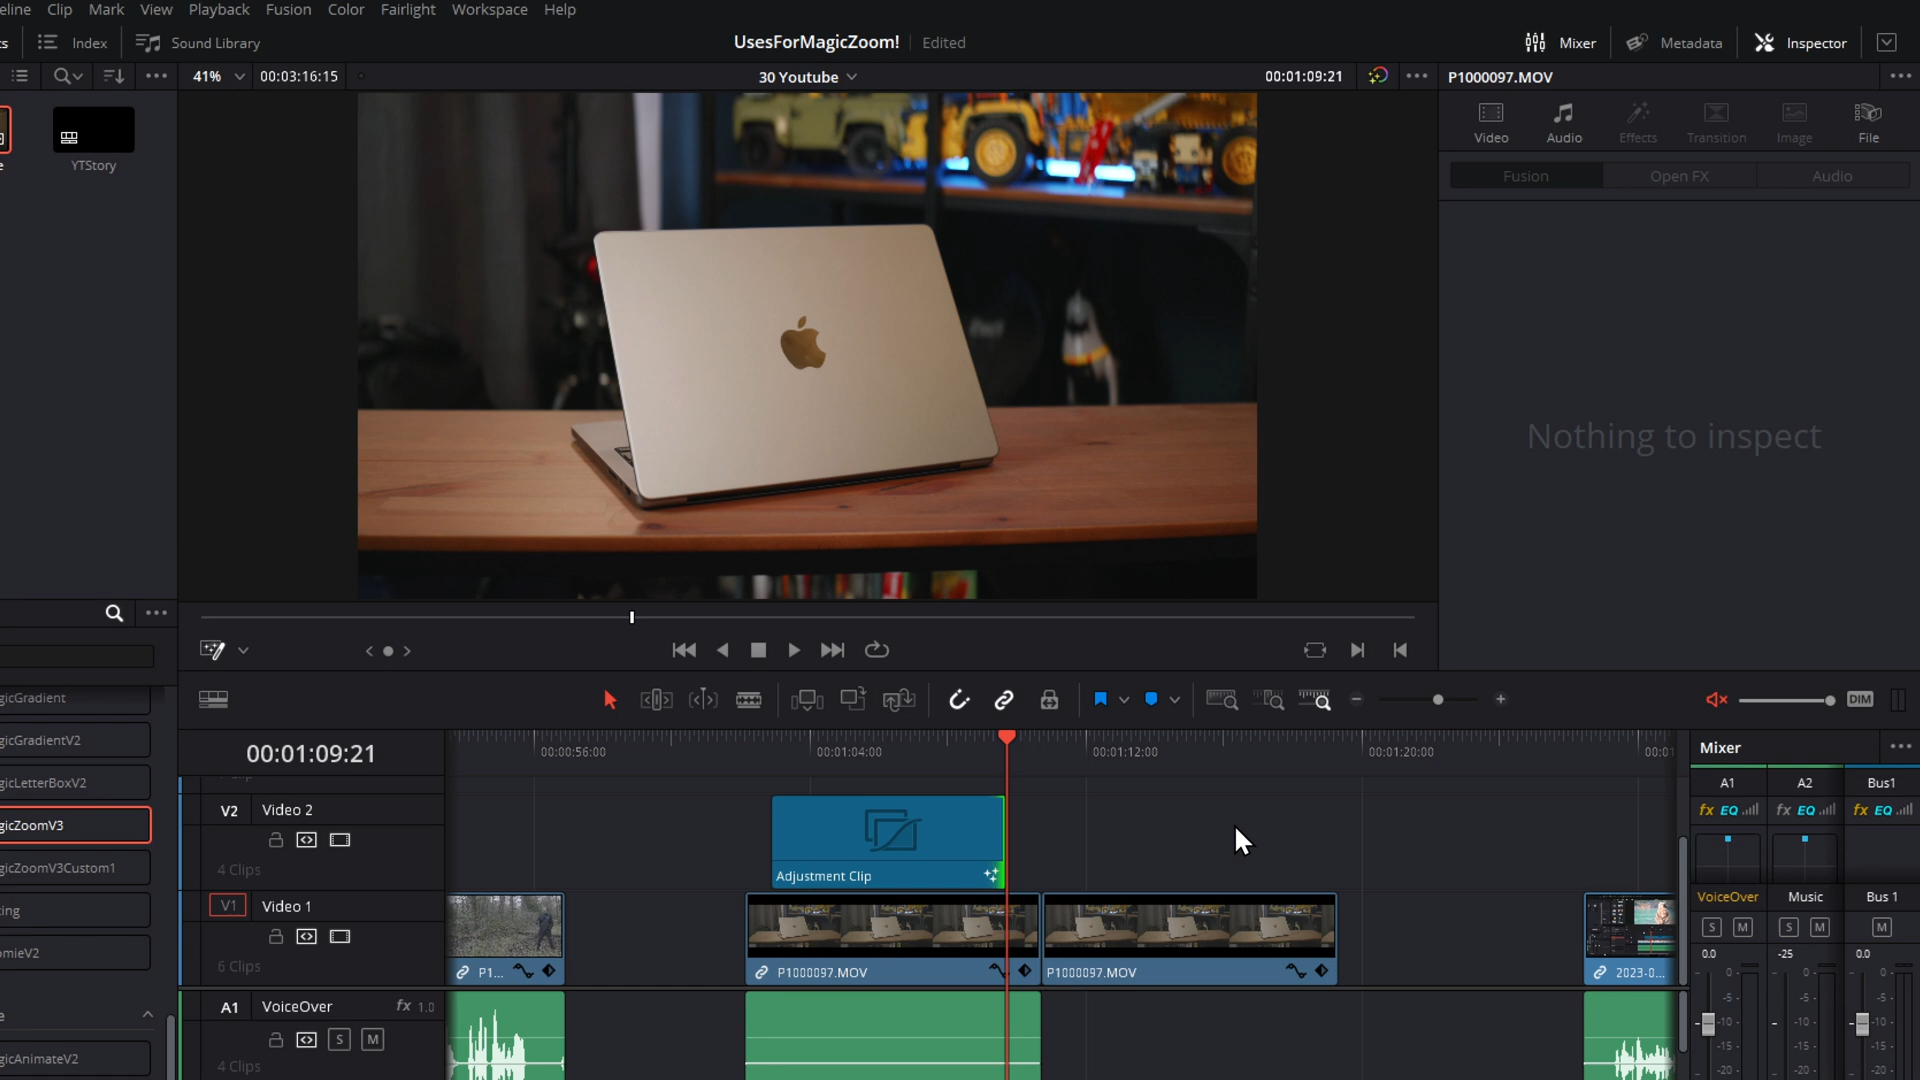 eline Clip Mark View Playback Fusion Color Fairlight Workspace Help
ts Index Sound Library UsesForMagicZoom! Edited Mixer Metadata Inspector
41% 00:03:16:15 30 Youtube 00:01:09:21 P1000097.MOV
Video Audio Effects Transition Image File
Fusion Open FX Audio
e YTStory
Nothing to inspect
DIM
gicGradient
gicGradientV2
gicLetterBoxV2
gicZoomV3
gicZoomV3Custom1
ting
omieV2
e
gicAnimateV2
00:01:09:21 00:00:56:00 00:01:04:00 00:01:12:00 00:01:20:00 00:01
V2 Video 2
4 Clips
Adjustment Clip
V1 Video 1
6 Clips
P1... P1000097.MOV P1000097.MOV 2023-0...
A1 VoiceOver fx 1.0
S M
4 Clips
Mixer
A1 A2 Bus1
fx EQ fx EQ fx EQ
VoiceOver Music Bus 1
S M S M M
0.0 -25 0.0
0 0 0
-5 -5 -5
-10 -10 -10
-15 -15 -15
-20 -20 -20